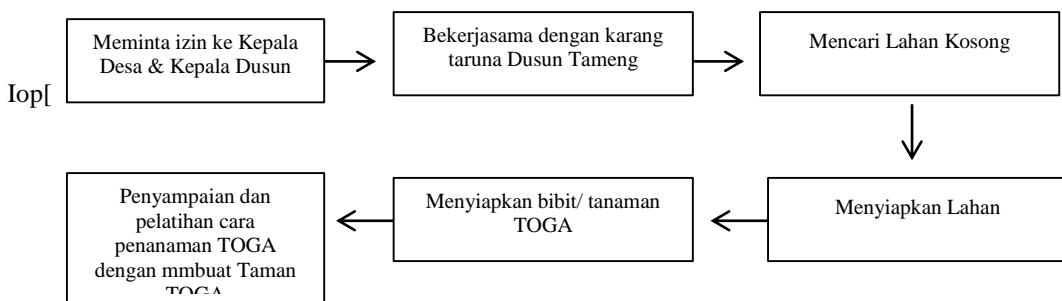 Meminta izin ke Kepala
Desa & Kepala Dusun
Bekerjasama dengan karang
taruna Dusun Tameng
Mencari Lahan Kosong
Iop[
Menyiapkan Lahan
Menyiapkan bibit/ tanaman
TOGA
Penyampaian dan
pelatihan cara
penanaman TOGA
dengan mmbuat Taman
TOGA